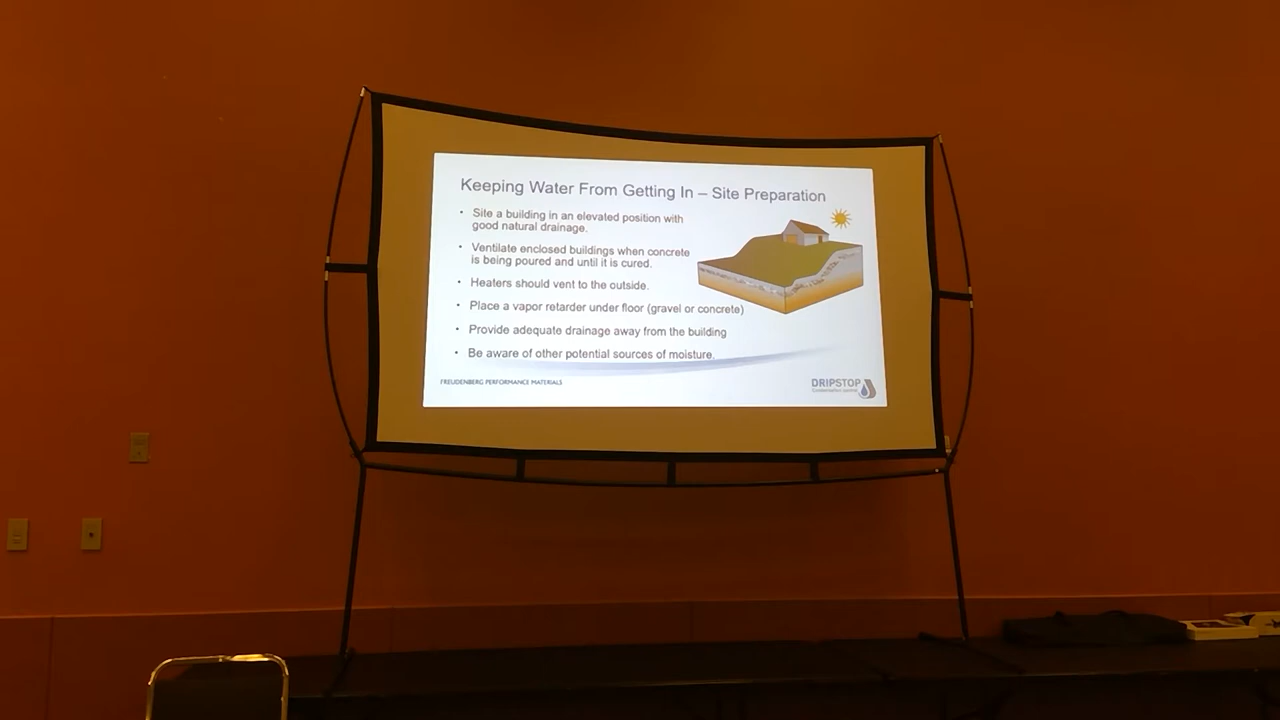 Keeping Water From Getting In – Site Preparation
• Site a building in an elevated position with
good natural drainage.
• Ventilate enclosed buildings when concrete
is being poured and until it is cured.
• Heaters should vent to the outside.
• Place a vapor retarder under floor (gravel or concrete)
• Provide adequate drainage away from the building
• Be aware of other potential sources of moisture.
FREUDENBERG PERFORMANCE MATERIALS
DRIPSTOP